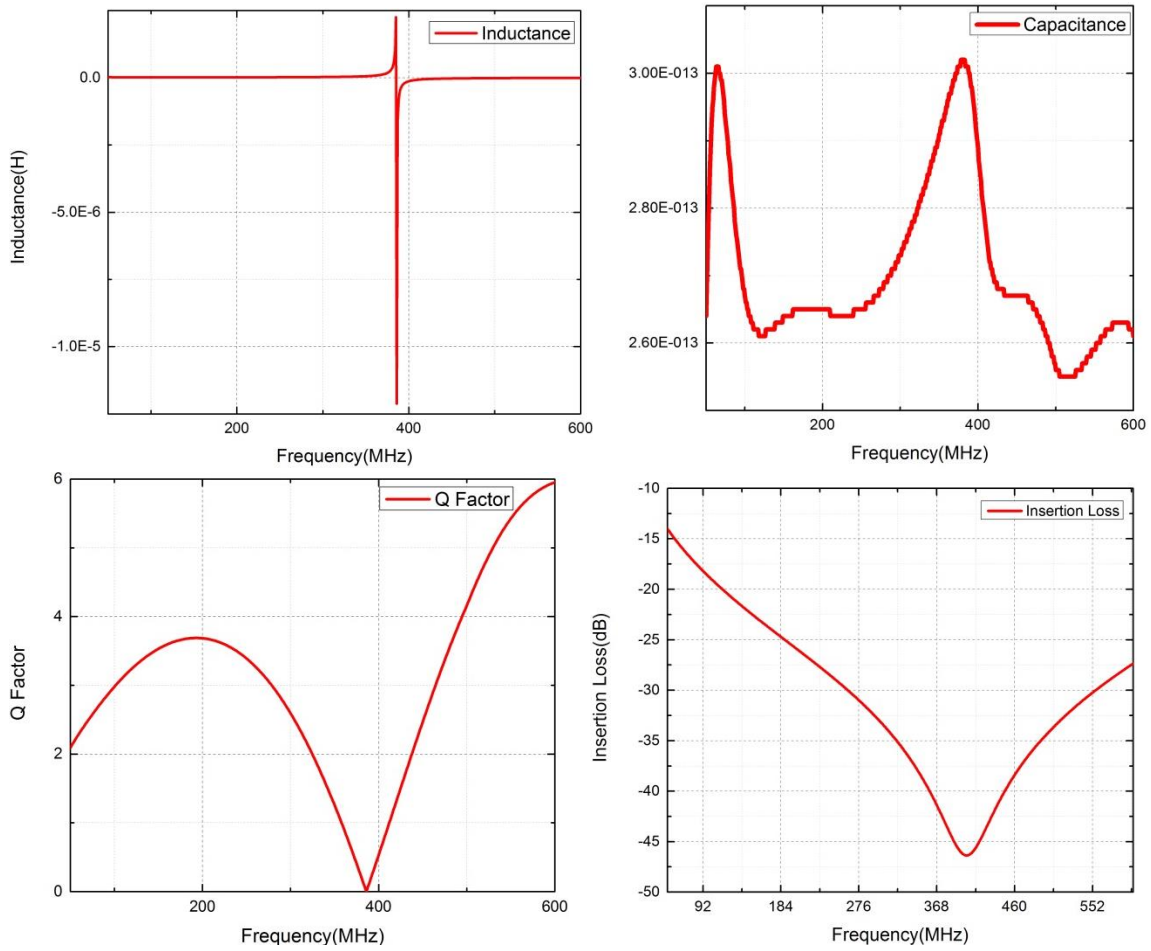 Inductance
0.0
-5.0E-6
-1.0E-5
Inductance(H)
200
400
600
Frequency(MHz)
Capacitance
3.00E-013
2.80E-013
2.60E-013
200
400
600
Frequency(MHz)
Q Factor
6
4
2
0
Q Factor
200
400
600
Frequency(MHz)
Insertion Loss
-10
-15
-20
-25
-30
-35
-40
-45
-50
Insertion Loss(dB)
92
184
276
368
460
552
Frequency(MHz)